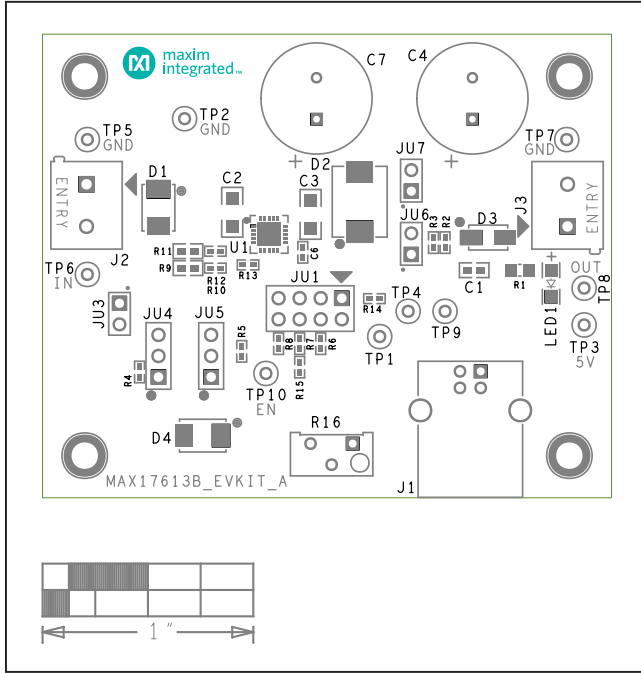 maxim
integrated™
C7
C4
TP5
GND
TP2
GND
TP7
GND
JU7
D1
C2
C3
D2
ENTRY
J3
ENTRY
JU6
R3
R2
D3
U1
C6
R11
R9
R12
R10
R13
J2
TP6
IN
JU1
C1
R1
LED1
OUT
TP8
JU3
JU4
JU5
R14
TP4
TP9
TP1
TP3
5V
R5
R8
R7
R6
R4
R15
TP10
EN
D4
R16
J1
MAX17613B_EVKIT_A
1"